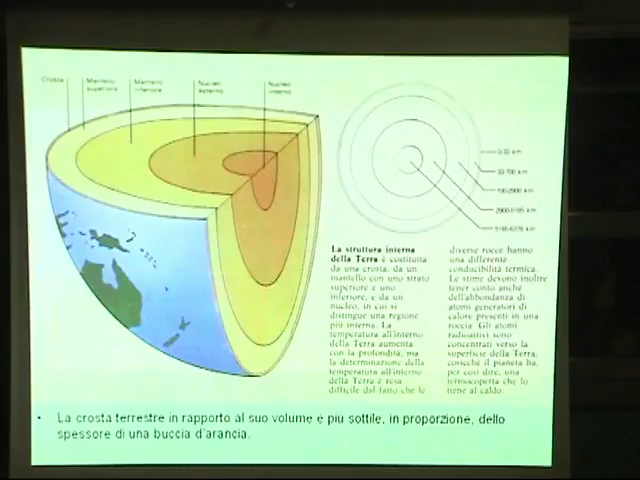 Crosta
Mantello
superiore
Mantello
inferiore
Nucleo
esterno
Nucleo
interno
0-33 km
33-700 km
700-2900 km
2900-5165 km
5165-6378 km
La struttura interna
della Terra è costituita
da una crosta, da un
mantello con uno strato
superiore e uno
inferiore, e da un
nucleo, in cui si
distingue una regione
più interna. La
temperatura all'interno
della Terra aumenta
con la profondità, ma
la determinazione della
temperatura all'interno
della Terra è resa
difficile dal fatto che le
diverse rocce hanno
una differente
conducibilità termica.
Le stime devono inoltre
tener conto anche
dell'abbondanza di
atomi generatori di
calore presenti in una
roccia. Gli atomi
radioattivi sono
concentrati verso la
superficie della Terra,
cosicché il pianeta ha,
per così dire, una
termocoperta che lo
tiene al caldo.
• La crosta terrestre in rapporto al suo volume è più sottile, in proporzione, dello
spessore di una buccia d'arancia.